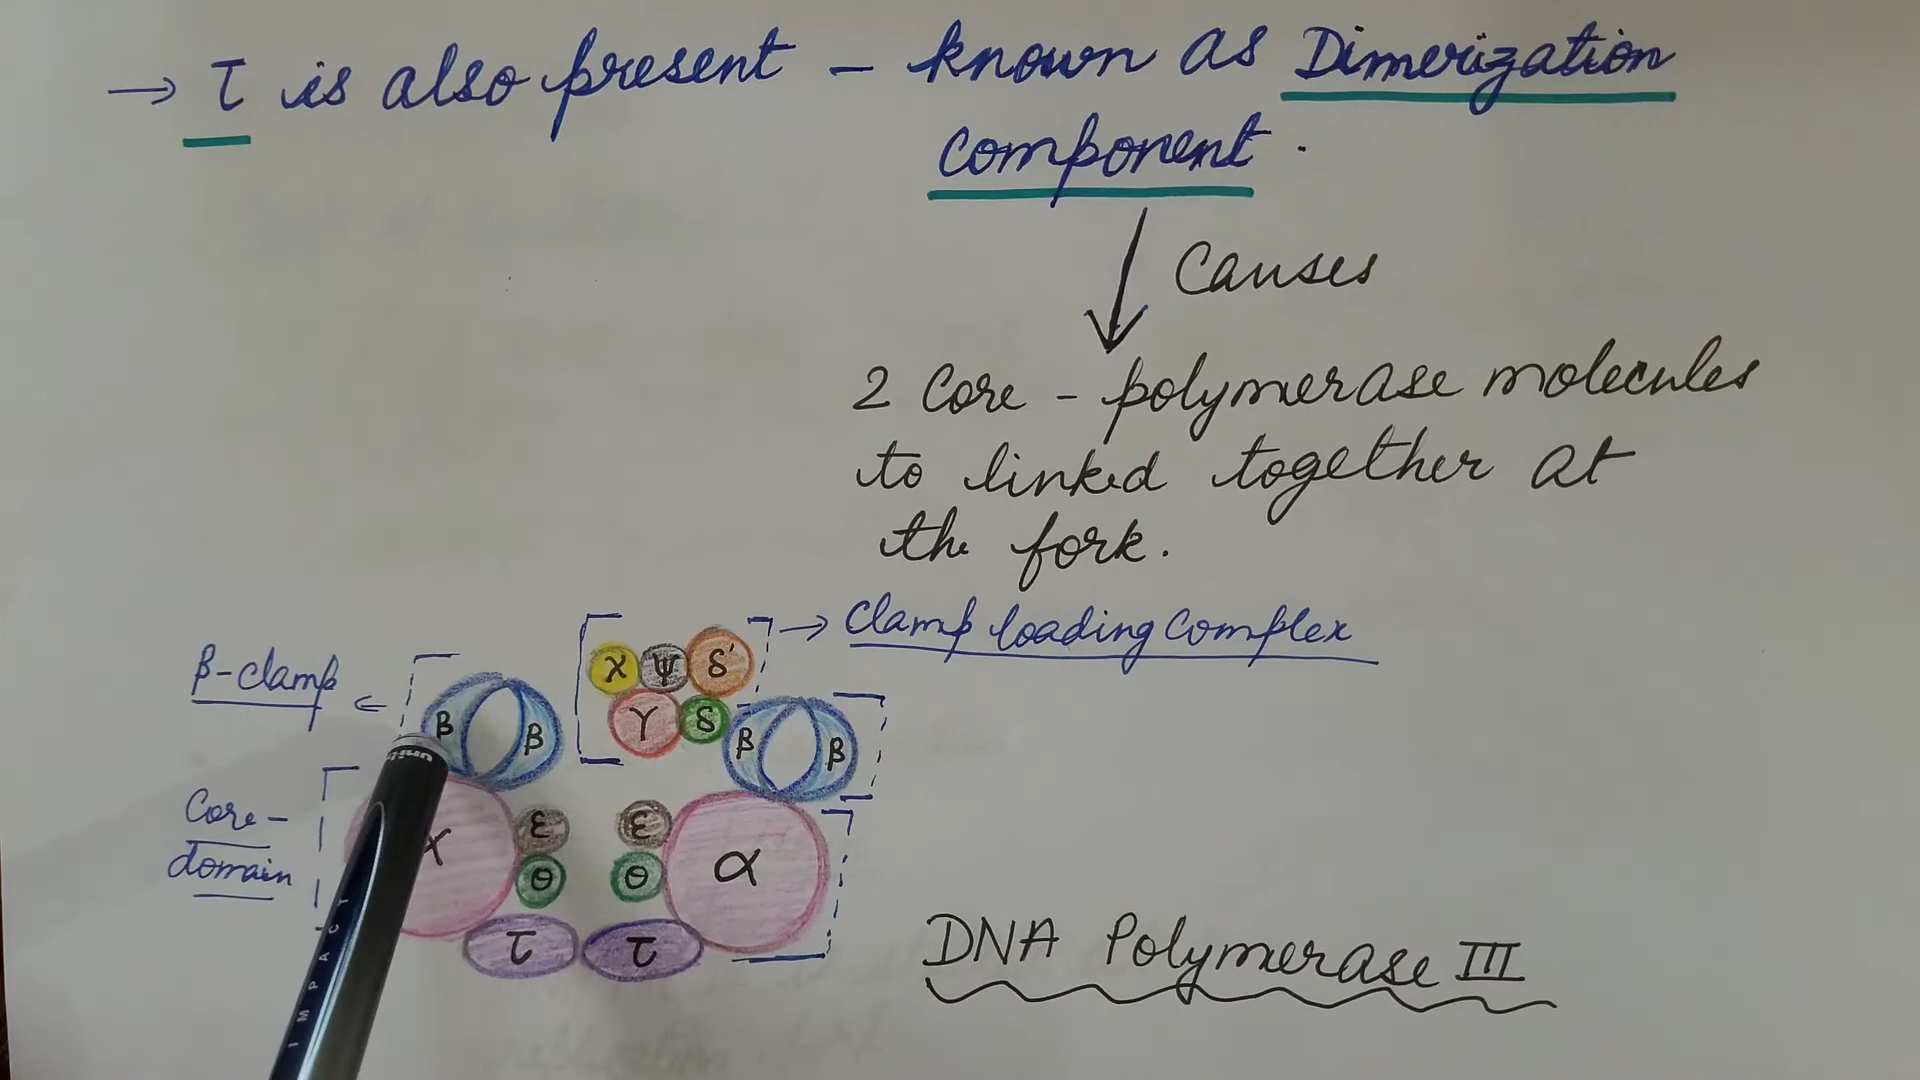 → τ is also present - known as Dimerization
component.
Causes
2 Core - polymerase molecules
to linked together at
the fork.
→ Clamp loading complex
β-clamp
χ ψ δ'
γ δ
β β
β β
Core-
domain
ε ε
α
θ θ
τ τ
DNA Polymerase III
IMPACT